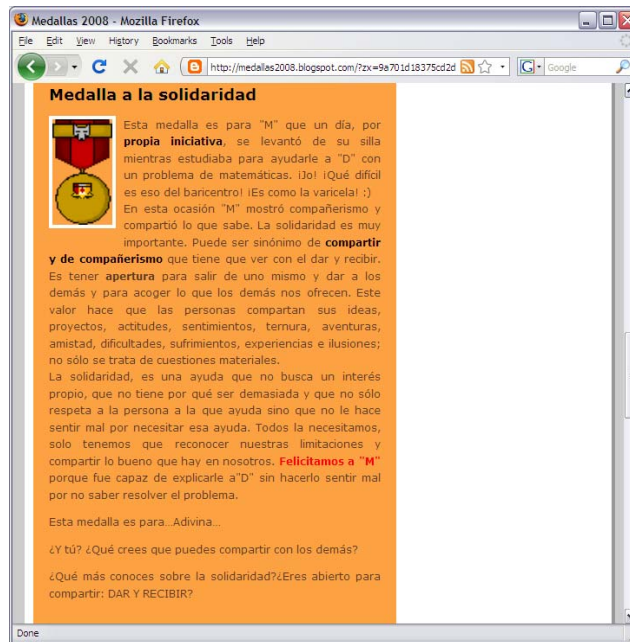 Medallas 2008 - Mozilla Firefox
File Edit View History Bookmarks Tools Help
http://medallas2008.blogspot.com/?zx=9a701d18375cd2d
Google
Medalla a la solidaridad
Esta medalla es para "M" que un día, por
propia iniciativa, se levantó de su silla
mientras estudiaba para ayudarle a "D" con
un problema de matemáticas. ¡Jo! ¡Qué difícil
es eso del baricentro! ¡Es como la varicela! :)
En esta ocasión "M" mostró compañerismo y
compartió lo que sabe. La solidaridad es muy
importante. Puede ser sinónimo de compartir
y de compañerismo que tiene que ver con el dar y recibir.
Es tener apertura para salir de uno mismo y dar a los
demás y para acoger lo que los demás nos ofrecen. Este
valor hace que las personas compartan sus ideas,
proyectos, actitudes, sentimientos, ternura, aventuras,
amistad, dificultades, sufrimientos, experiencias e ilusiones;
no sólo se trata de cuestiones materiales.
La solidaridad, es una ayuda que no busca un interés
propio, que no tiene por qué ser demasiada y que no sólo
respeta a la persona a la que ayuda sino que no le hace
sentir mal por necesitar esa ayuda. Todos la necesitamos,
solo tenemos que reconocer nuestras limitaciones y
compartir lo bueno que hay en nosotros. Felicitamos a "M"
porque fue capaz de explicarle a"D" sin hacerlo sentir mal
por no saber resolver el problema.
Esta medalla es para...Adivina...
¿Y tú? ¿Qué crees que puedes compartir con los demás?
¿Qué más conoces sobre la solidaridad?¿Eres abierto para
compartir: DAR Y RECIBIR?
Done